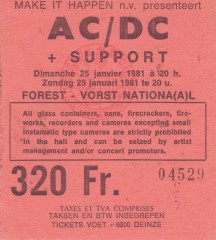 MAKE IT HAPPEN n.v. presenteert
AC/DC
+ SUPPORT
Dimanche 25 janvier 1981 à 20 h.
Zondag 25 januari 1981 te 20 u.
FOREST - VORST NATIONA(A)L
All glass containers, cans, firecreckers, fire-
works, recorders and cameras excepting small
instamatic type cameras are strictly prohibited
in the hall and can be seized by artist
management and/or concert promotors.
320 Fr.
04529
TAXES ET TVA COMPRISES
TAKSEN EN BTW INBEGREPEN
TICKETS VOET - 9800 DEINZE